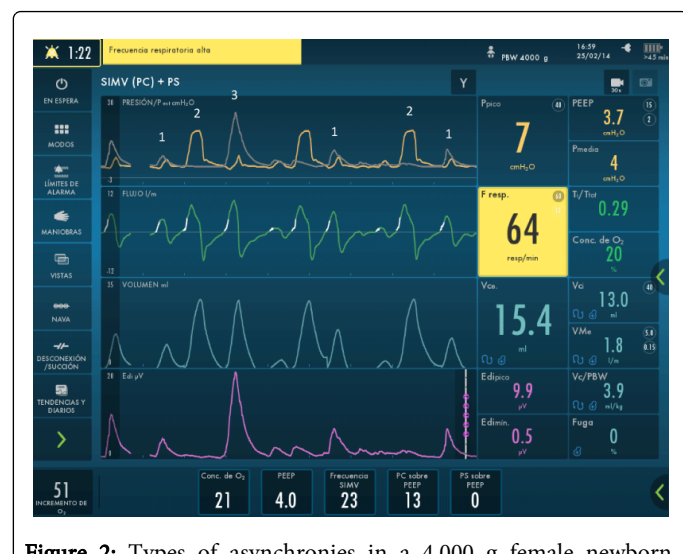 1:22
Frecuencia respiratoria alta
PBW 4000 g
16:59
25/02/14
>45 min
EN ESPERA
MODOS
LÍMITES DE
ALARMA
MANIOBRAS
VISTAS
NAVA
DESCONEXIÓN
/SUCCIÓN
TENDENCIAS Y
DIARIOS
51
INCREMENTO DE
O₂
SIMV (PC) + PS
Y
30s
30 PRESIÓN/P cmH₂O
-3
1
2
3
1
2
1
12 FLUJO l/m
-12
35 VOLUMEN ml
0
20 Edi µV
0
Ppico
40
7
cmH₂O
PEEP
15
2
3.7
cmH₂O
Pmedia
4
cmH₂O
F resp.
64
resp/min
Ti/Ttot
0.29
Conc. de O₂
20
%
Vce.
15.4
ml
Vci
40
13.0
ml
VMe
5.0
0.15
1.8
l/m
Edipico
9.9
µV
Edimín.
0.5
µV
Vc/PBW
3.9
ml/kg
Fuga
0
%
Conc. de O₂
21
PEEP
4.0
Frecuencia
SIMV
23
PC sobre
PEEP
13
PS sobre
PEEP
0
Figure 2: Types of asynchronies in a 4,000 g female newborn